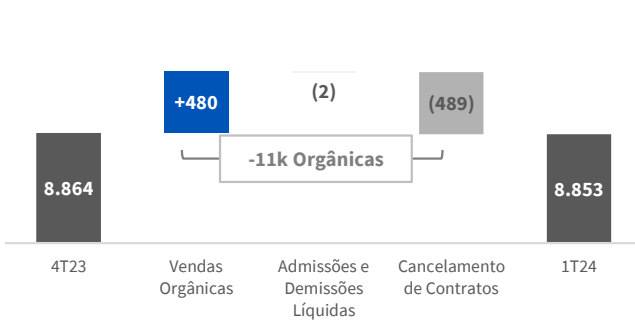 +480
(2)
(489)
-11k Orgânicas
8.864
8.853
4T23
Vendas
Orgânicas
Admissões e
Demissões
Líquidas
Cancelamento
de Contratos
1T24